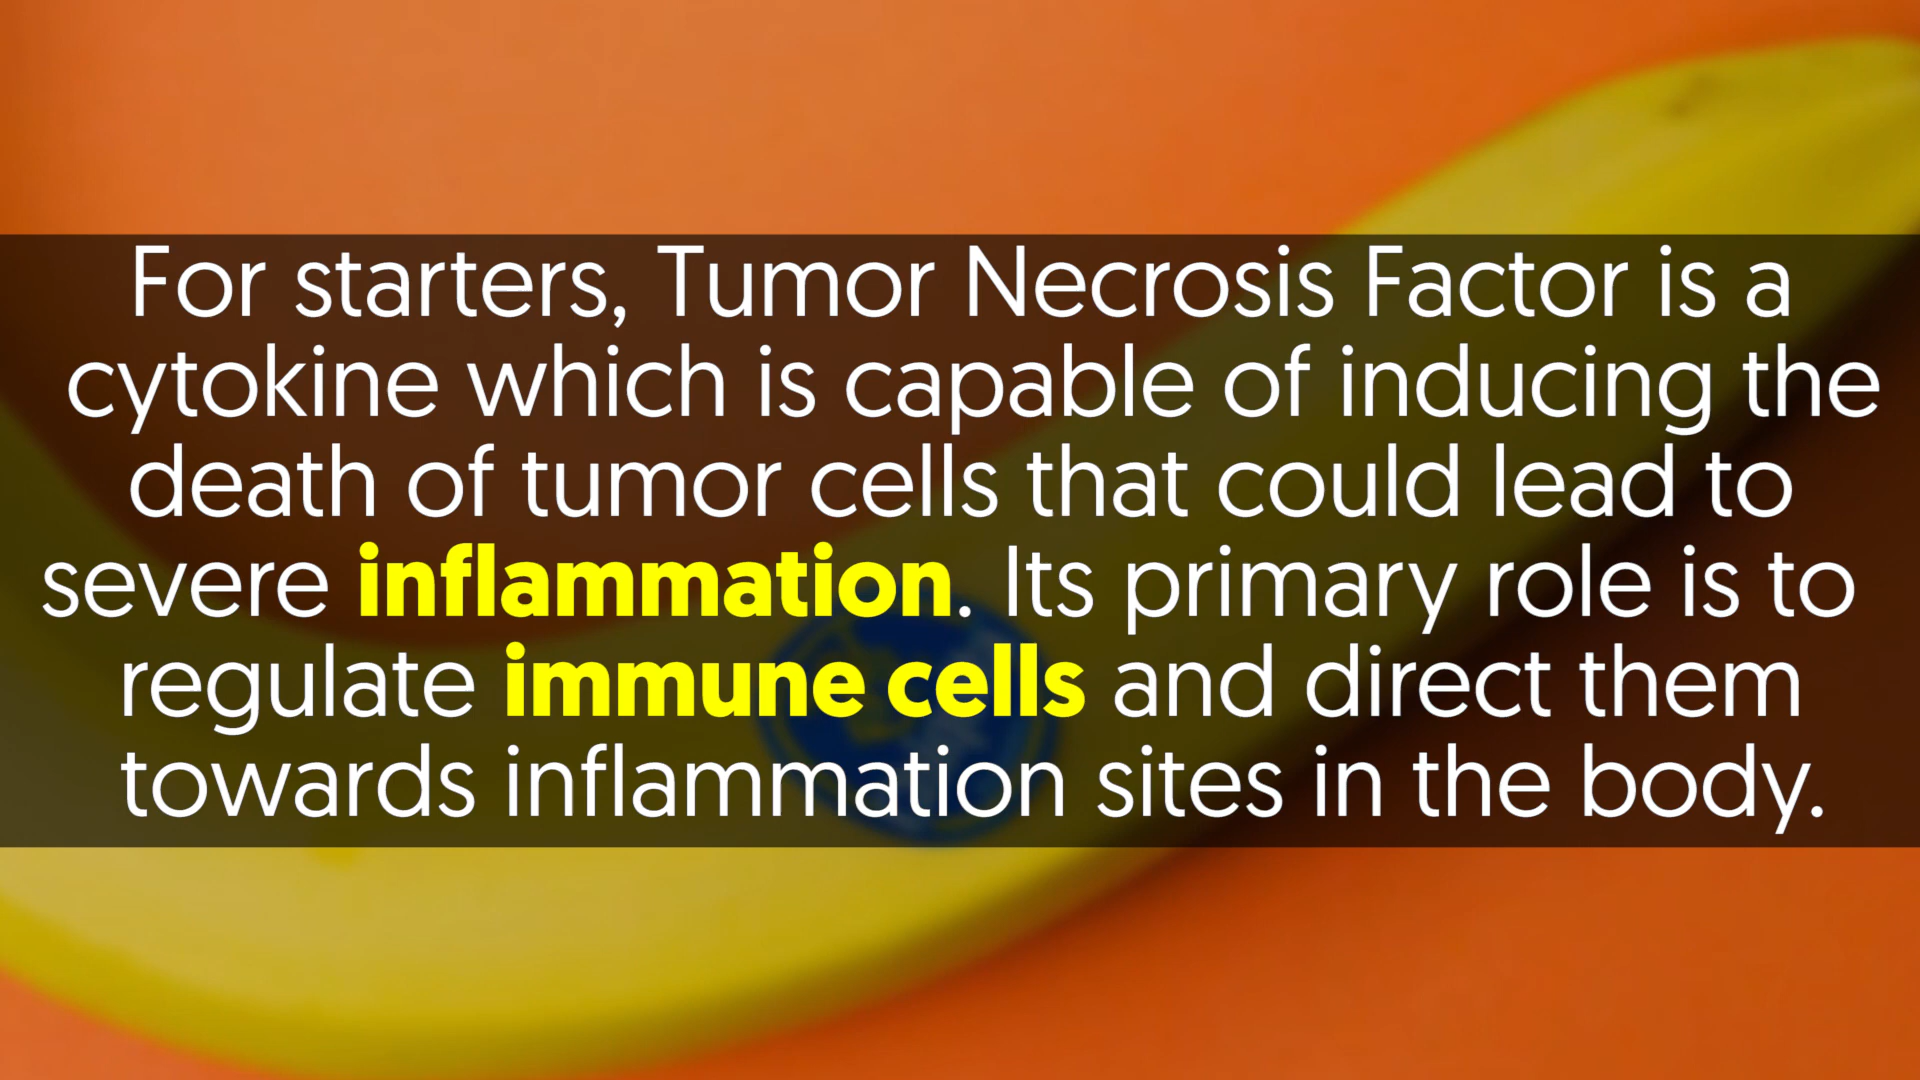 For starters, Tumor Necrosis Factor is a
cytokine which is capable of inducing the
death of tumor cells that could lead to
severe inflammation. Its primary role is to
regulate immune cells and direct them
towards inflammation sites in the body.